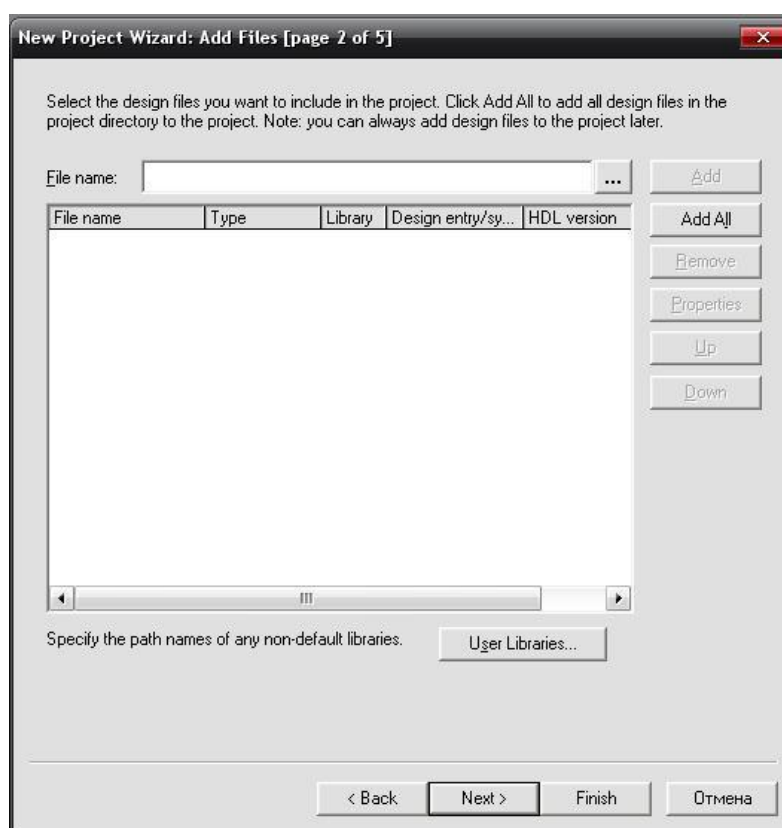 New Project Wizard: Add Files [page 2 of 5]
Select the design files you want to include in the project. Click Add All to add all design files in the
project directory to the project. Note: you can always add design files to the project later.
File name: ... Add
File name Type Library Design entry/sy... HDL version Add All
Remove
Properties
Up
Down
Specify the path names of any non-default libraries. User Libraries...
< Back Next > Finish Отмена